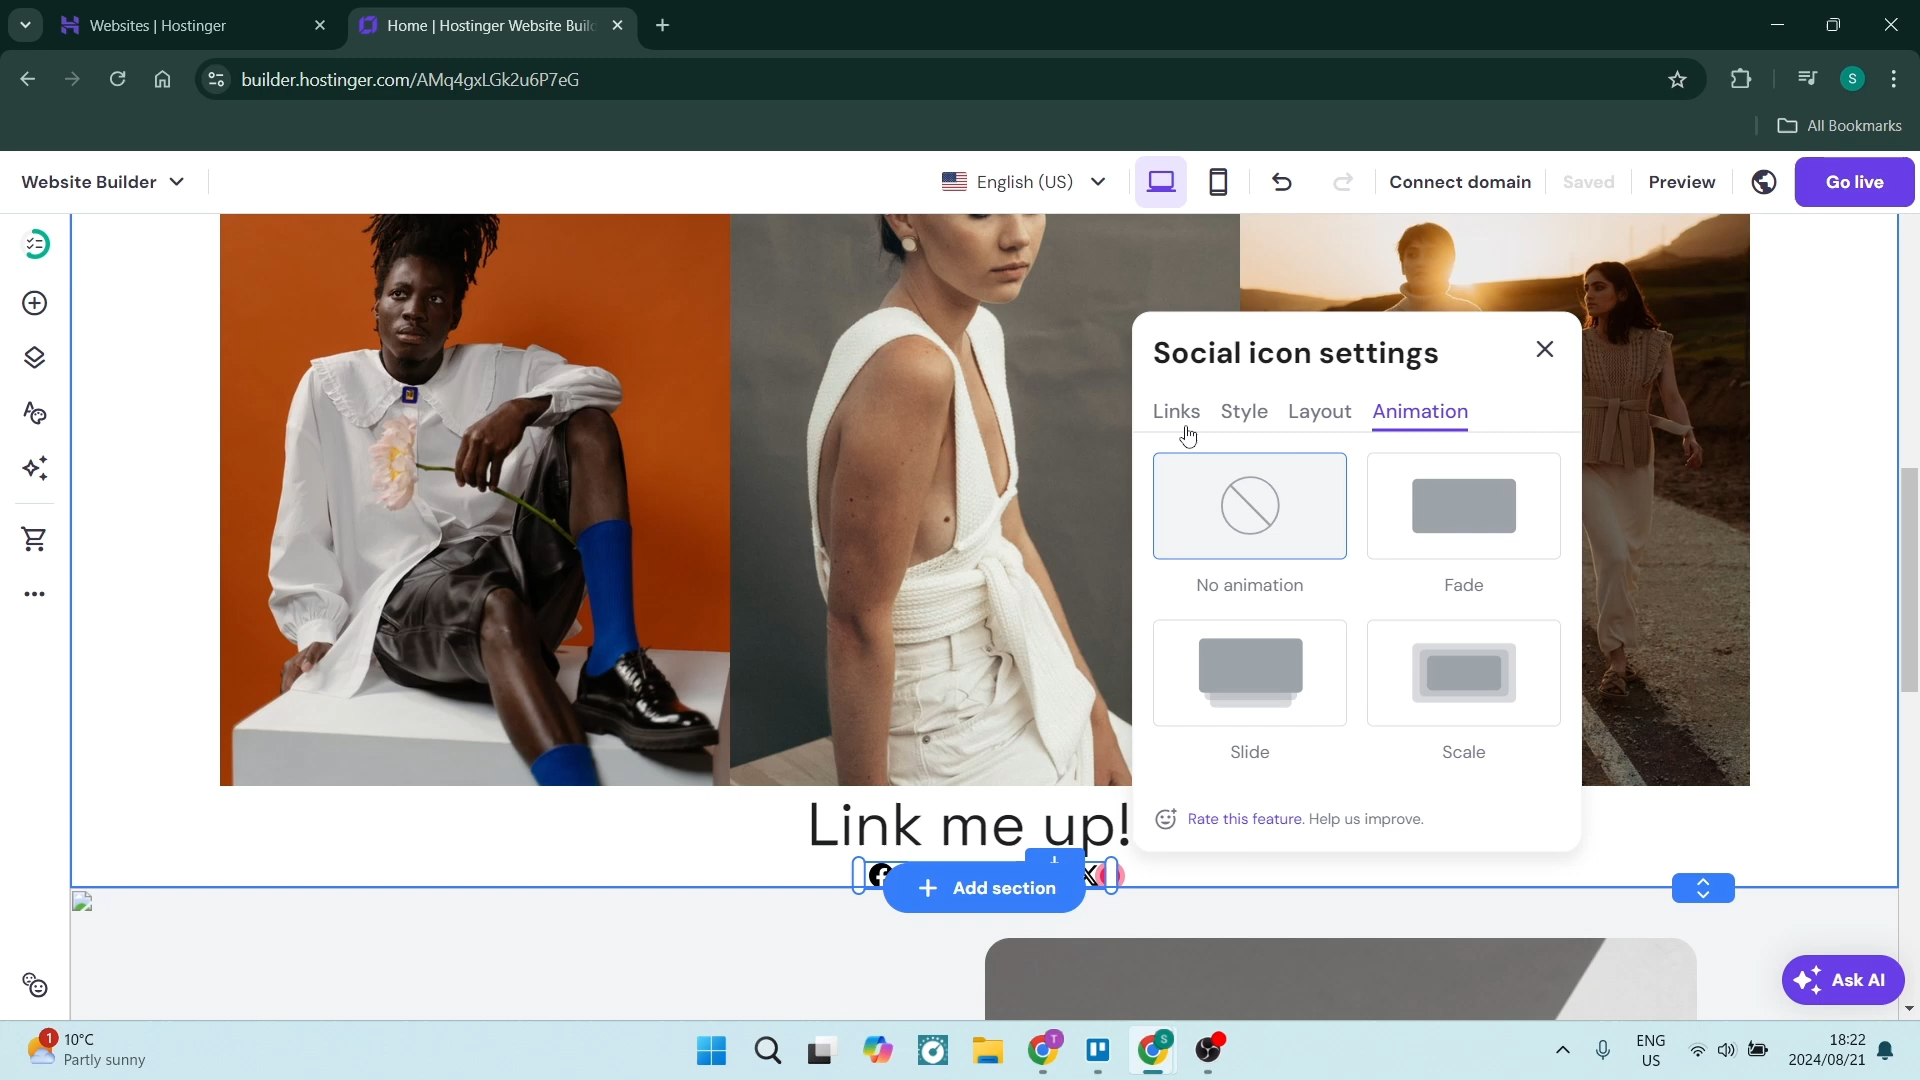 Websites | Hostinger
Home | Hostinger Website Buil
builder.hostinger.com/AMq4gxLGk2u6P7eG
S
All Bookmarks
Website Builder
English (US)
Connect domain
Saved
Preview
Go live
Social icon settings
Links
Style
Layout
Animation
No animation
Fade
Slide
Scale
Rate this feature. Help us improve.
Link me up!
+ Add section
Ask AI
1
10°C
Partly sunny
T
S
ENG
US
18:22
2024/08/21